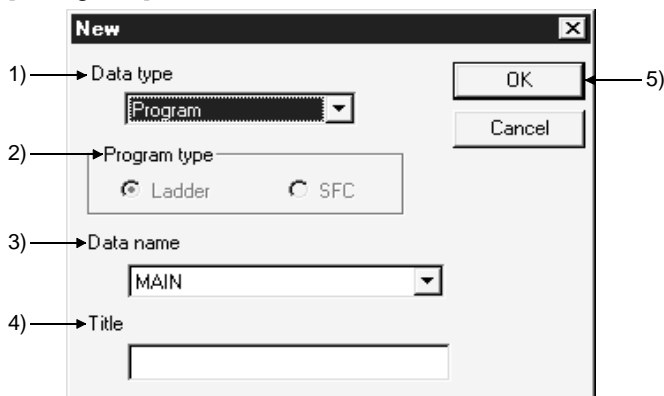 New
1) Data type
OK 5)
Program
Cancel
2) Program type
Ladder SFC
3) Data name
MAIN
4) Title